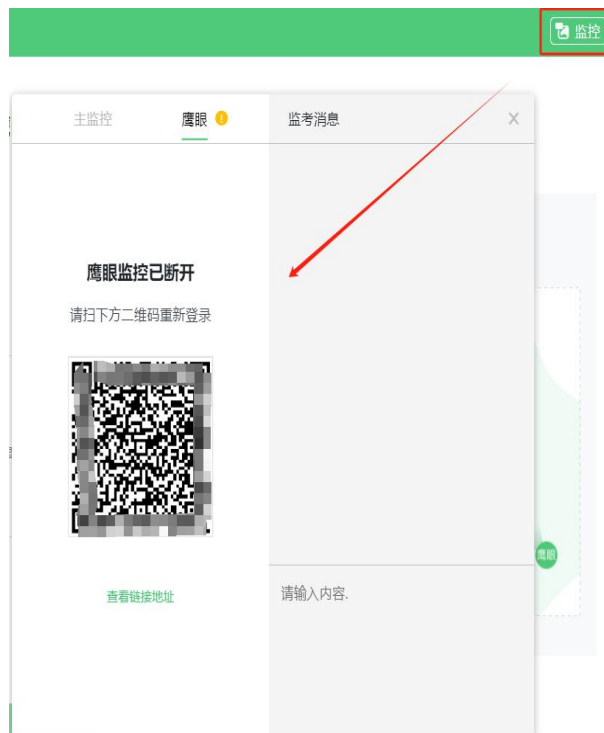 监控
主监控
鹰眼
监考消息
鹰眼监控已断开
请扫下方二维码重新登录
鹰眼
查看链接地址
请输入内容.